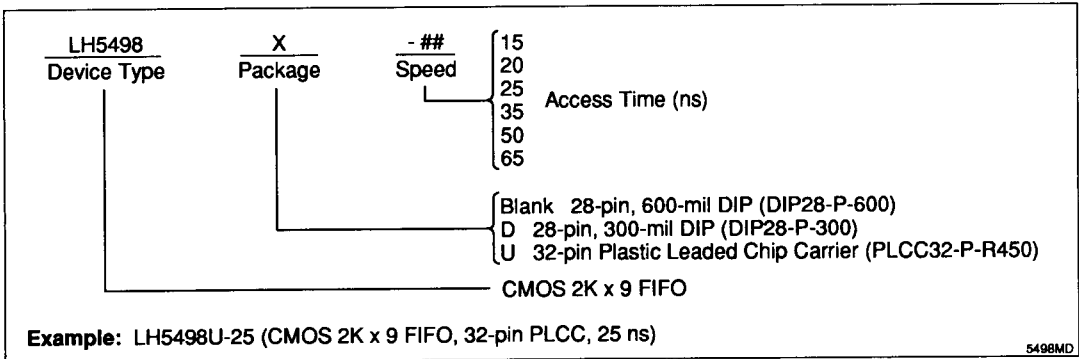 LH5498 X - ##
Device Type Package Speed
15
20
25
35
50
65
Access Time (ns)
Blank 28-pin, 600-mil DIP (DIP28-P-600)
D 28-pin, 300-mil DIP (DIP28-P-300)
U 32-pin Plastic Leaded Chip Carrier (PLCC32-P-R450)
CMOS 2K x 9 FIFO
Example: LH5498U-25 (CMOS 2K x 9 FIFO, 32-pin PLCC, 25 ns)
5498MD